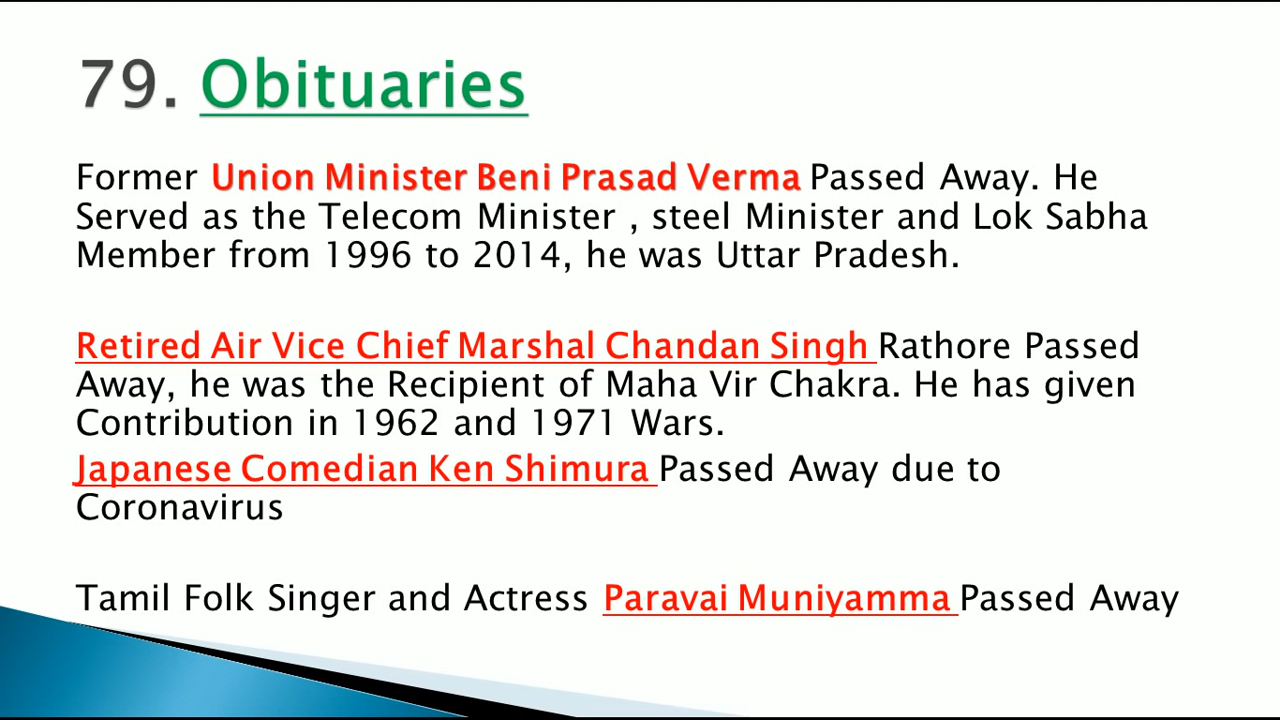 79. Obituaries
Former Union Minister Beni Prasad Verma Passed Away. He
Served as the Telecom Minister , steel Minister and Lok Sabha
Member from 1996 to 2014, he was Uttar Pradesh.
Retired Air Vice Chief Marshal Chandan Singh Rathore Passed
Away, he was the Recipient of Maha Vir Chakra. He has given
Contribution in 1962 and 1971 Wars.
Japanese Comedian Ken Shimura Passed Away due to
Coronavirus
Tamil Folk Singer and Actress Paravai Muniyamma Passed Away